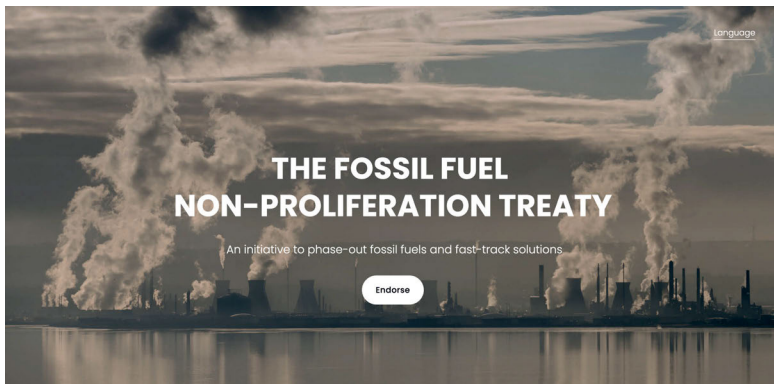 Language
THE FOSSIL FUEL
NON-PROLIFERATION TREATY
An initiative to phase-out fossil fuels and fast-track solutions
Endorse